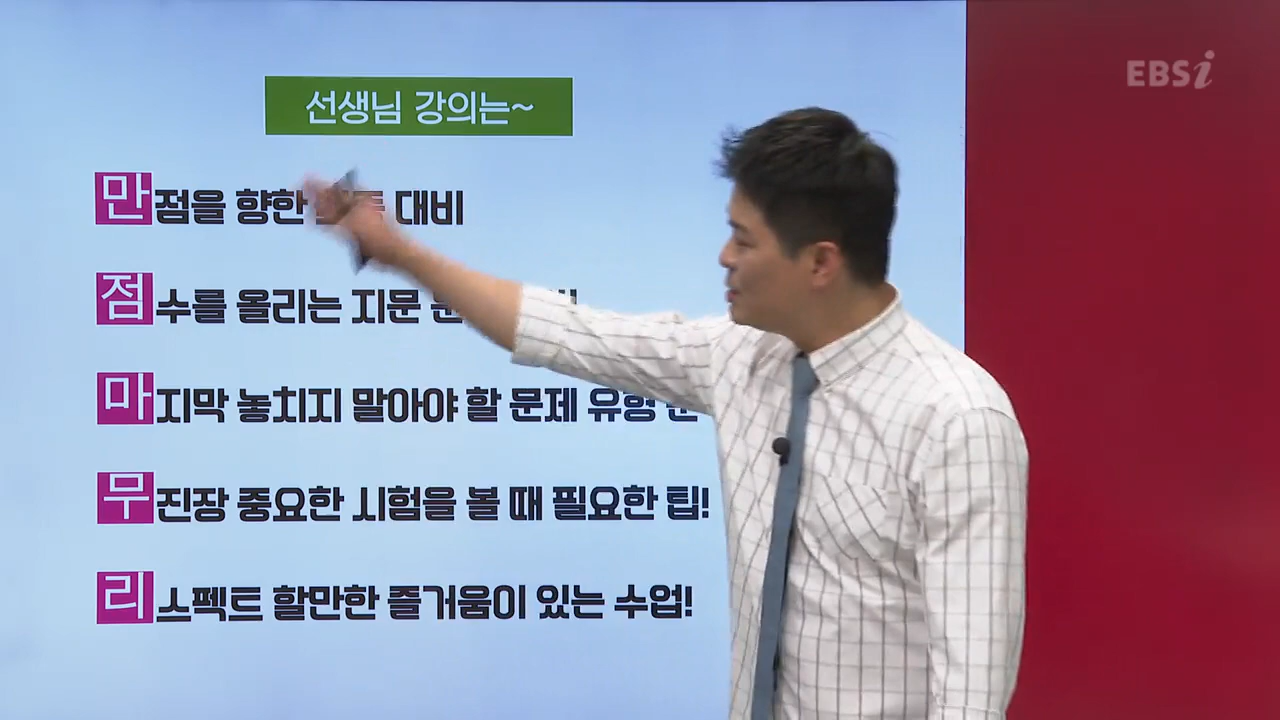 EBSi
선생님 강의는~
만점을 향한 대비
점수를 올리는 지문
마지막 놓치지 말아야 할 문제 유형
무진장 중요한 시험을 볼 때 필요한 팁!
리스펙트 할만한 즐거움이 있는 수업!